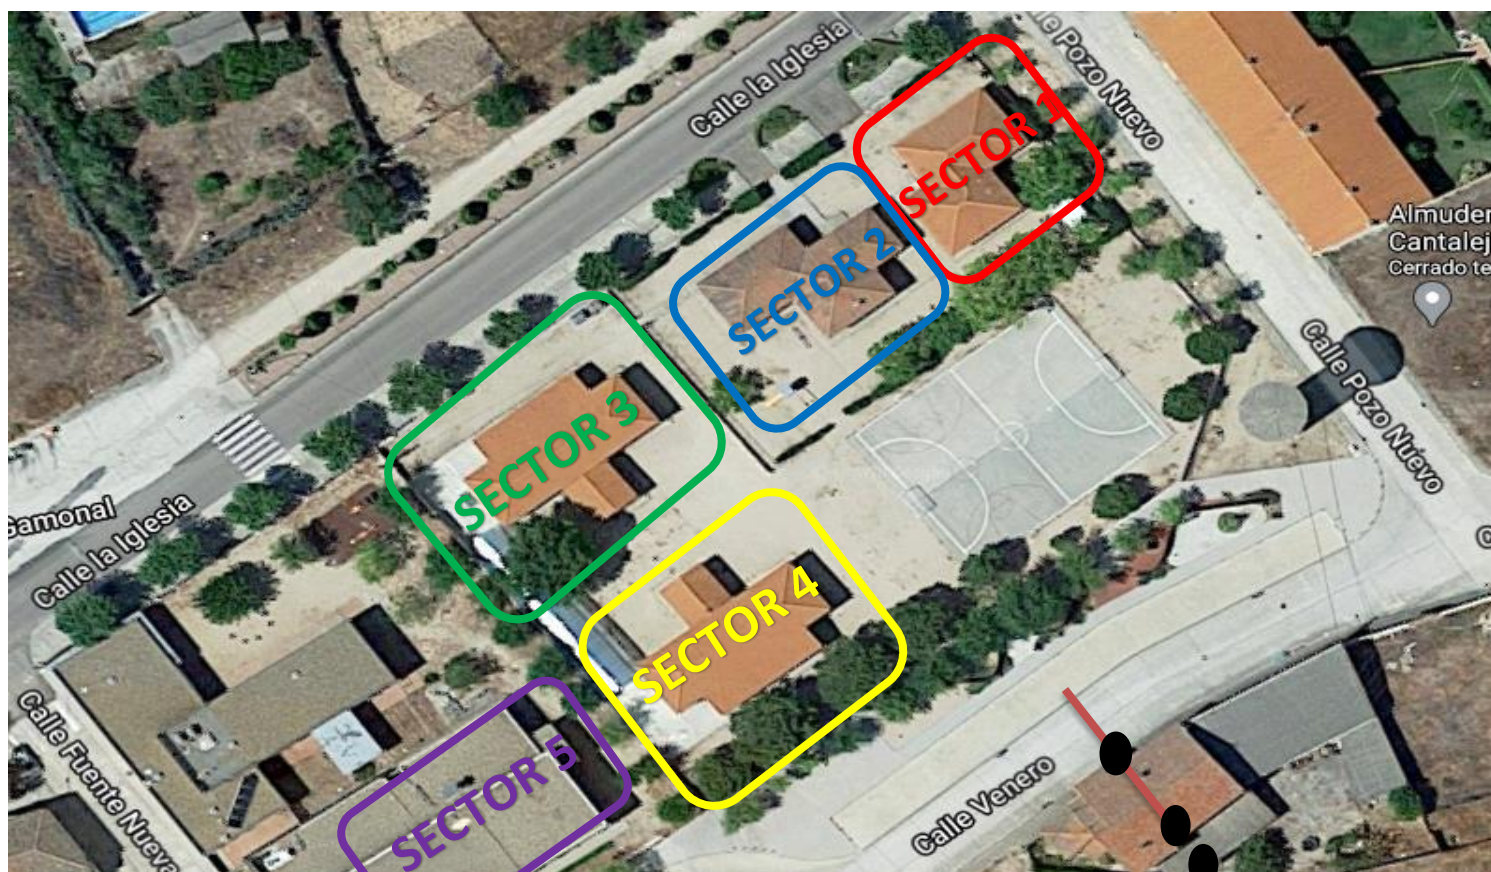 Calle la Iglesia
Calle Pozo Nuevo
SECTOR 1
Almuder
Cantalej
Cerrado te
SECTOR 2
Calle Pozo Nuevo
SECTOR 3
Gamonal
Calle la Iglesia
SECTOR 4
SECTOR 5
Calle Fuente Nueva
Calle Venero